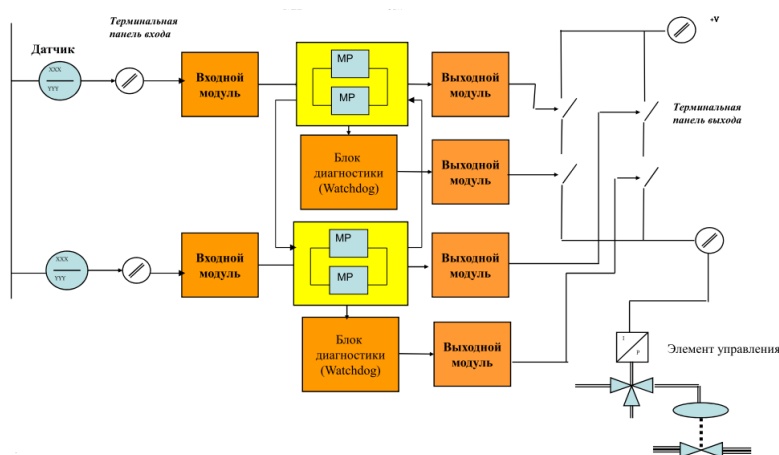 Терминальная
панель входа
+V
Датчик
XXX
YYY
Входной
модуль
MP
MP
Выходной
модуль
Терминальная
панель выхода
Блок
диагностики
(Watchdog)
Выходной
модуль
XXX
YYY
Входной
модуль
MP
MP
Выходной
модуль
Блок
диагностики
(Watchdog)
Выходной
модуль
I
P
Элемент управления